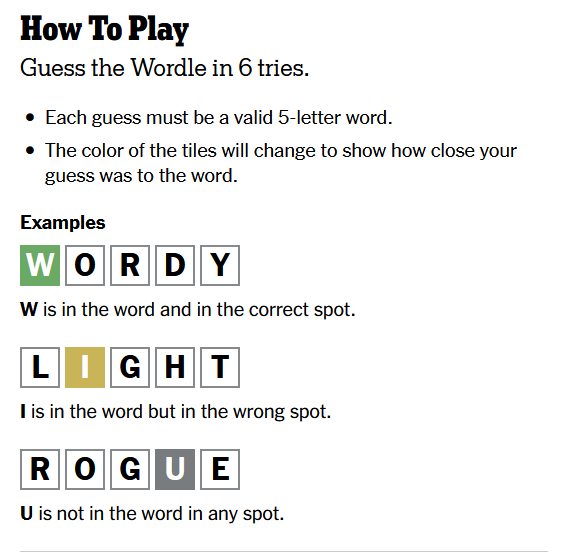 How To Play
Guess the Wordle in 6 tries.
• Each guess must be a valid 5-letter word.
• The color of the tiles will change to show how close your
guess was to the word.
Examples
W O R D Y
W is in the word and in the correct spot.
L I G H T
I is in the word but in the wrong spot.
R O G U E
U is not in the word in any spot.